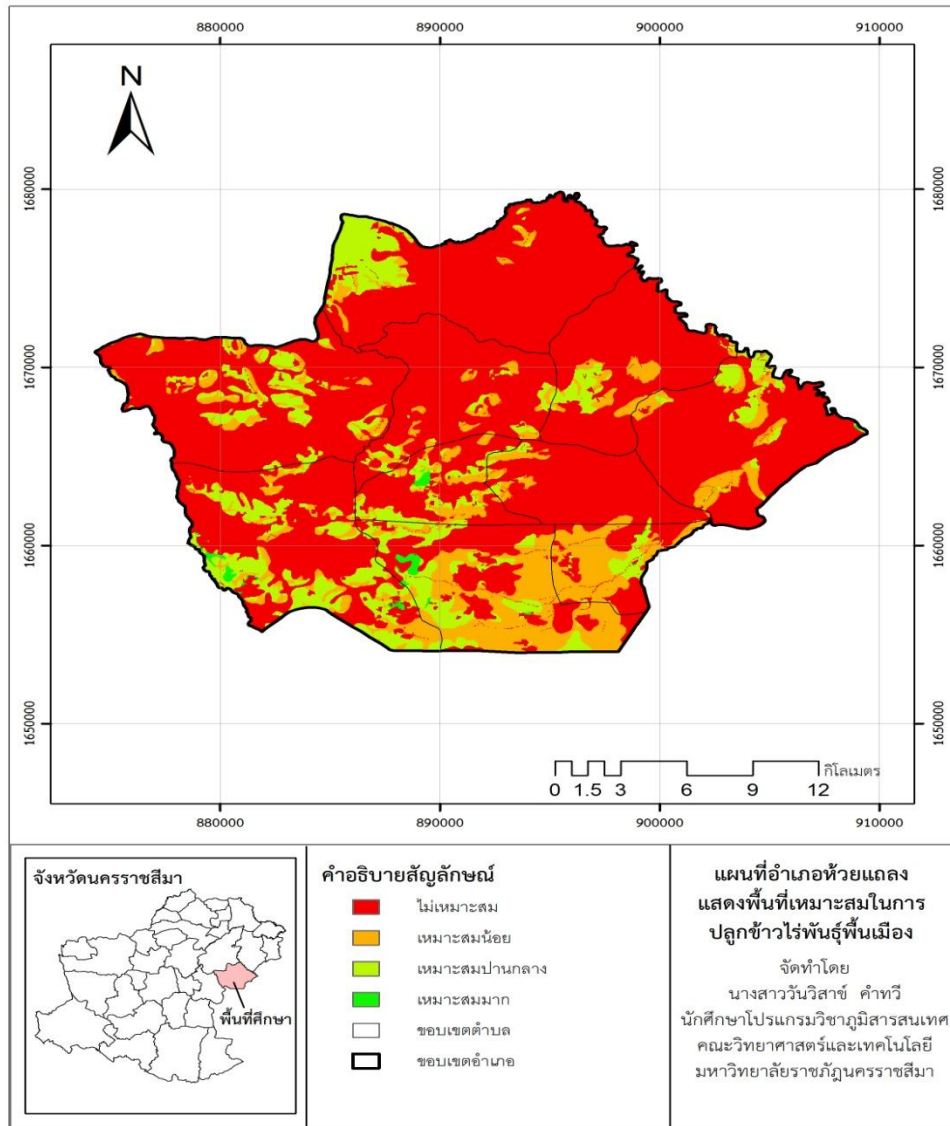 880000 890000 900000 910000
N
1680000 1680000
1670000 1670000
1660000 1660000
1650000 1650000
กิโลเมตร
0 1.5 3 6 9 12
880000 890000 900000 910000
จังหวัดนครราชสีมา
พื้นที่ศึกษา
คำอธิบายสัญลักษณ์
ไม่เหมาะสม
เหมาะสมน้อย
เหมาะสมปานกลาง
เหมาะสมมาก
ขอบเขตตำบล
ขอบเขตอำเภอ
แผนที่อำเภอห้วยแถลง
แสดงพื้นที่เหมาะสมในการ
ปลูกข้าวไร่พันธุ์พื้นเมือง
จัดทำโดย
นางสาววันวิสาข์ คำทวี
นักศึกษาโปรแกรมวิชาภูมิสารสนเทศ
คณะวิทยาศาสตร์และเทคโนโลยี
มหาวิทยาลัยราชภัฏนครราชสีมา